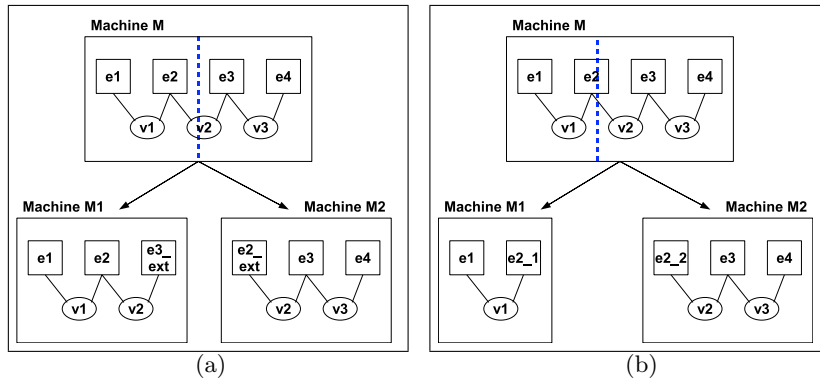 Machine M
e1 e2 e3 e4
v1 v2 v3
Machine M1
Machine M2
e1 e2 e3_
ext
v1 v2
e2_
ext e3 e4
v2 v3
(a)
Machine M
e1 e2 e3 e4
v1 v2 v3
Machine M1
Machine M2
e1 e2_1
v1
e2_2 e3 e4
v2 v3
(b)